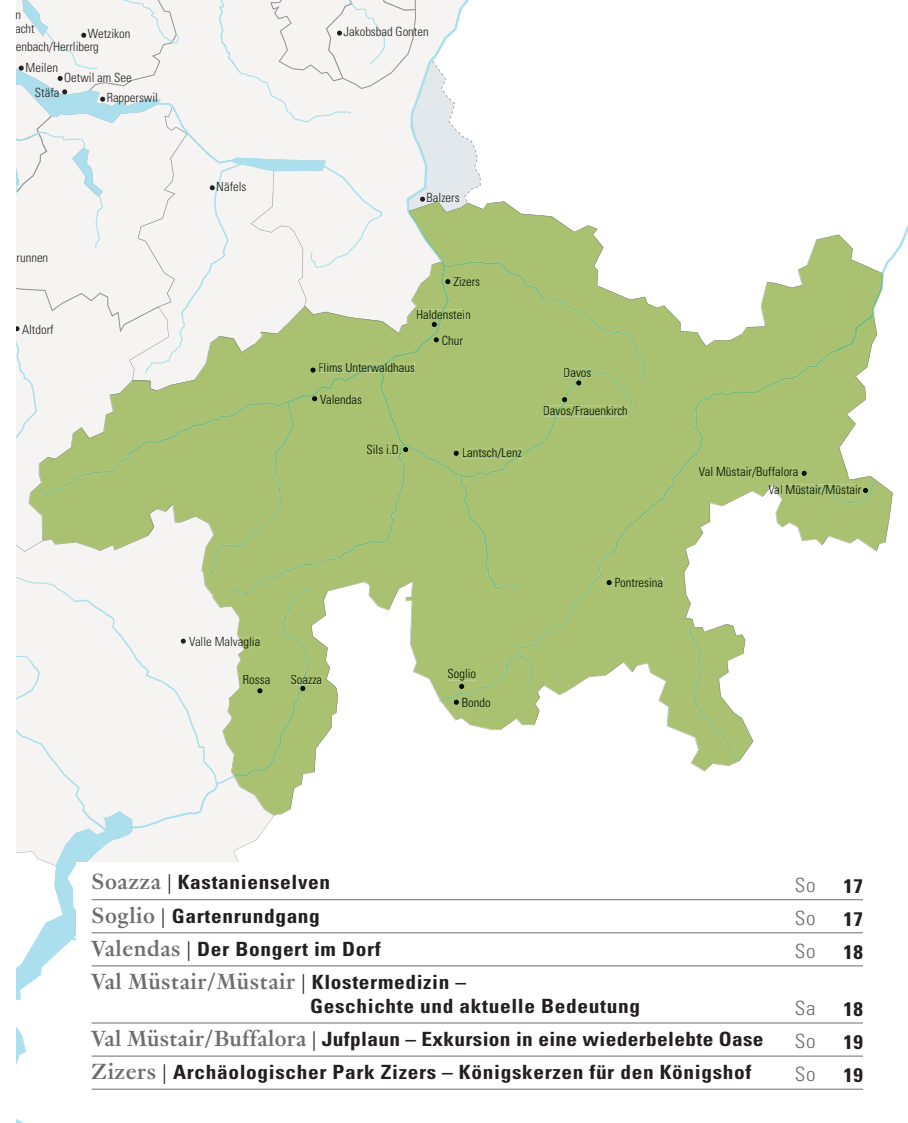 n
acht
Wetzikon
Jakobsbad Gonten
enbach/Herrliberg
Meilen
Oetwil am See
Stäfa
Rapperswil
Näfels
Balzers
runnen
Zizers
Haldenstein
Altdorf
Chur
Flims Unterwaldhaus
Davos
Valendas
Davos/Frauenkirch
Sils i.D.
Lantsch/Lenz
Val Müstair/Buffalora
Val Müstair/Müstair
Pontresina
Valle Malvaglia
Rossa
Soazza
Soglio
Bondo
Soazza | Kastanienselven So 17
Soglio | Gartenrundgang So 17
Valendas | Der Bongert im Dorf So 18
Val Müstair/Müstair | Klostermedizin –
Geschichte und aktuelle Bedeutung Sa 18
Val Müstair/Buffalora | Jufplaun – Exkursion in eine wiederbelebte Oase So 19
Zizers | Archäologischer Park Zizers – Königskerzen für den Königshof So 19